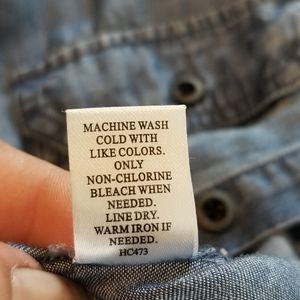 MACHINE WASH
COLD WITH
LIKE COLORS.
ONLY
NON-CHLORINE
BLEACH WHEN
NEEDED.
LINE DRY.
WARM IRON IF
NEEDED.
HC473